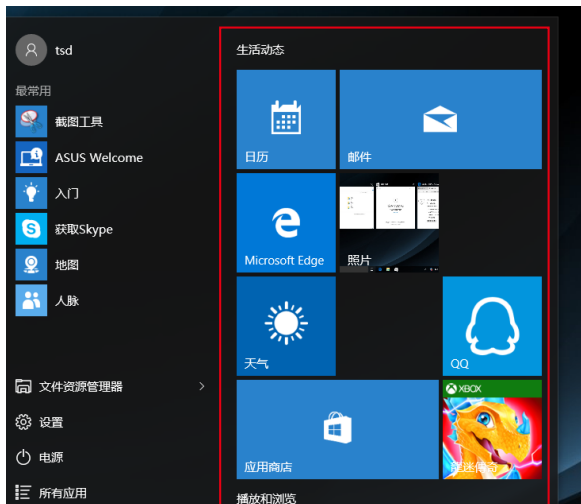 tsd
最常用
截图工具
ASUS Welcome
入门
获取Skype
地图
人脉
文件资源管理器
设置
电源
所有应用
生活动态
日历
邮件
Microsoft Edge
照片
天气
QQ
应用商店
XBOX
播放和浏览